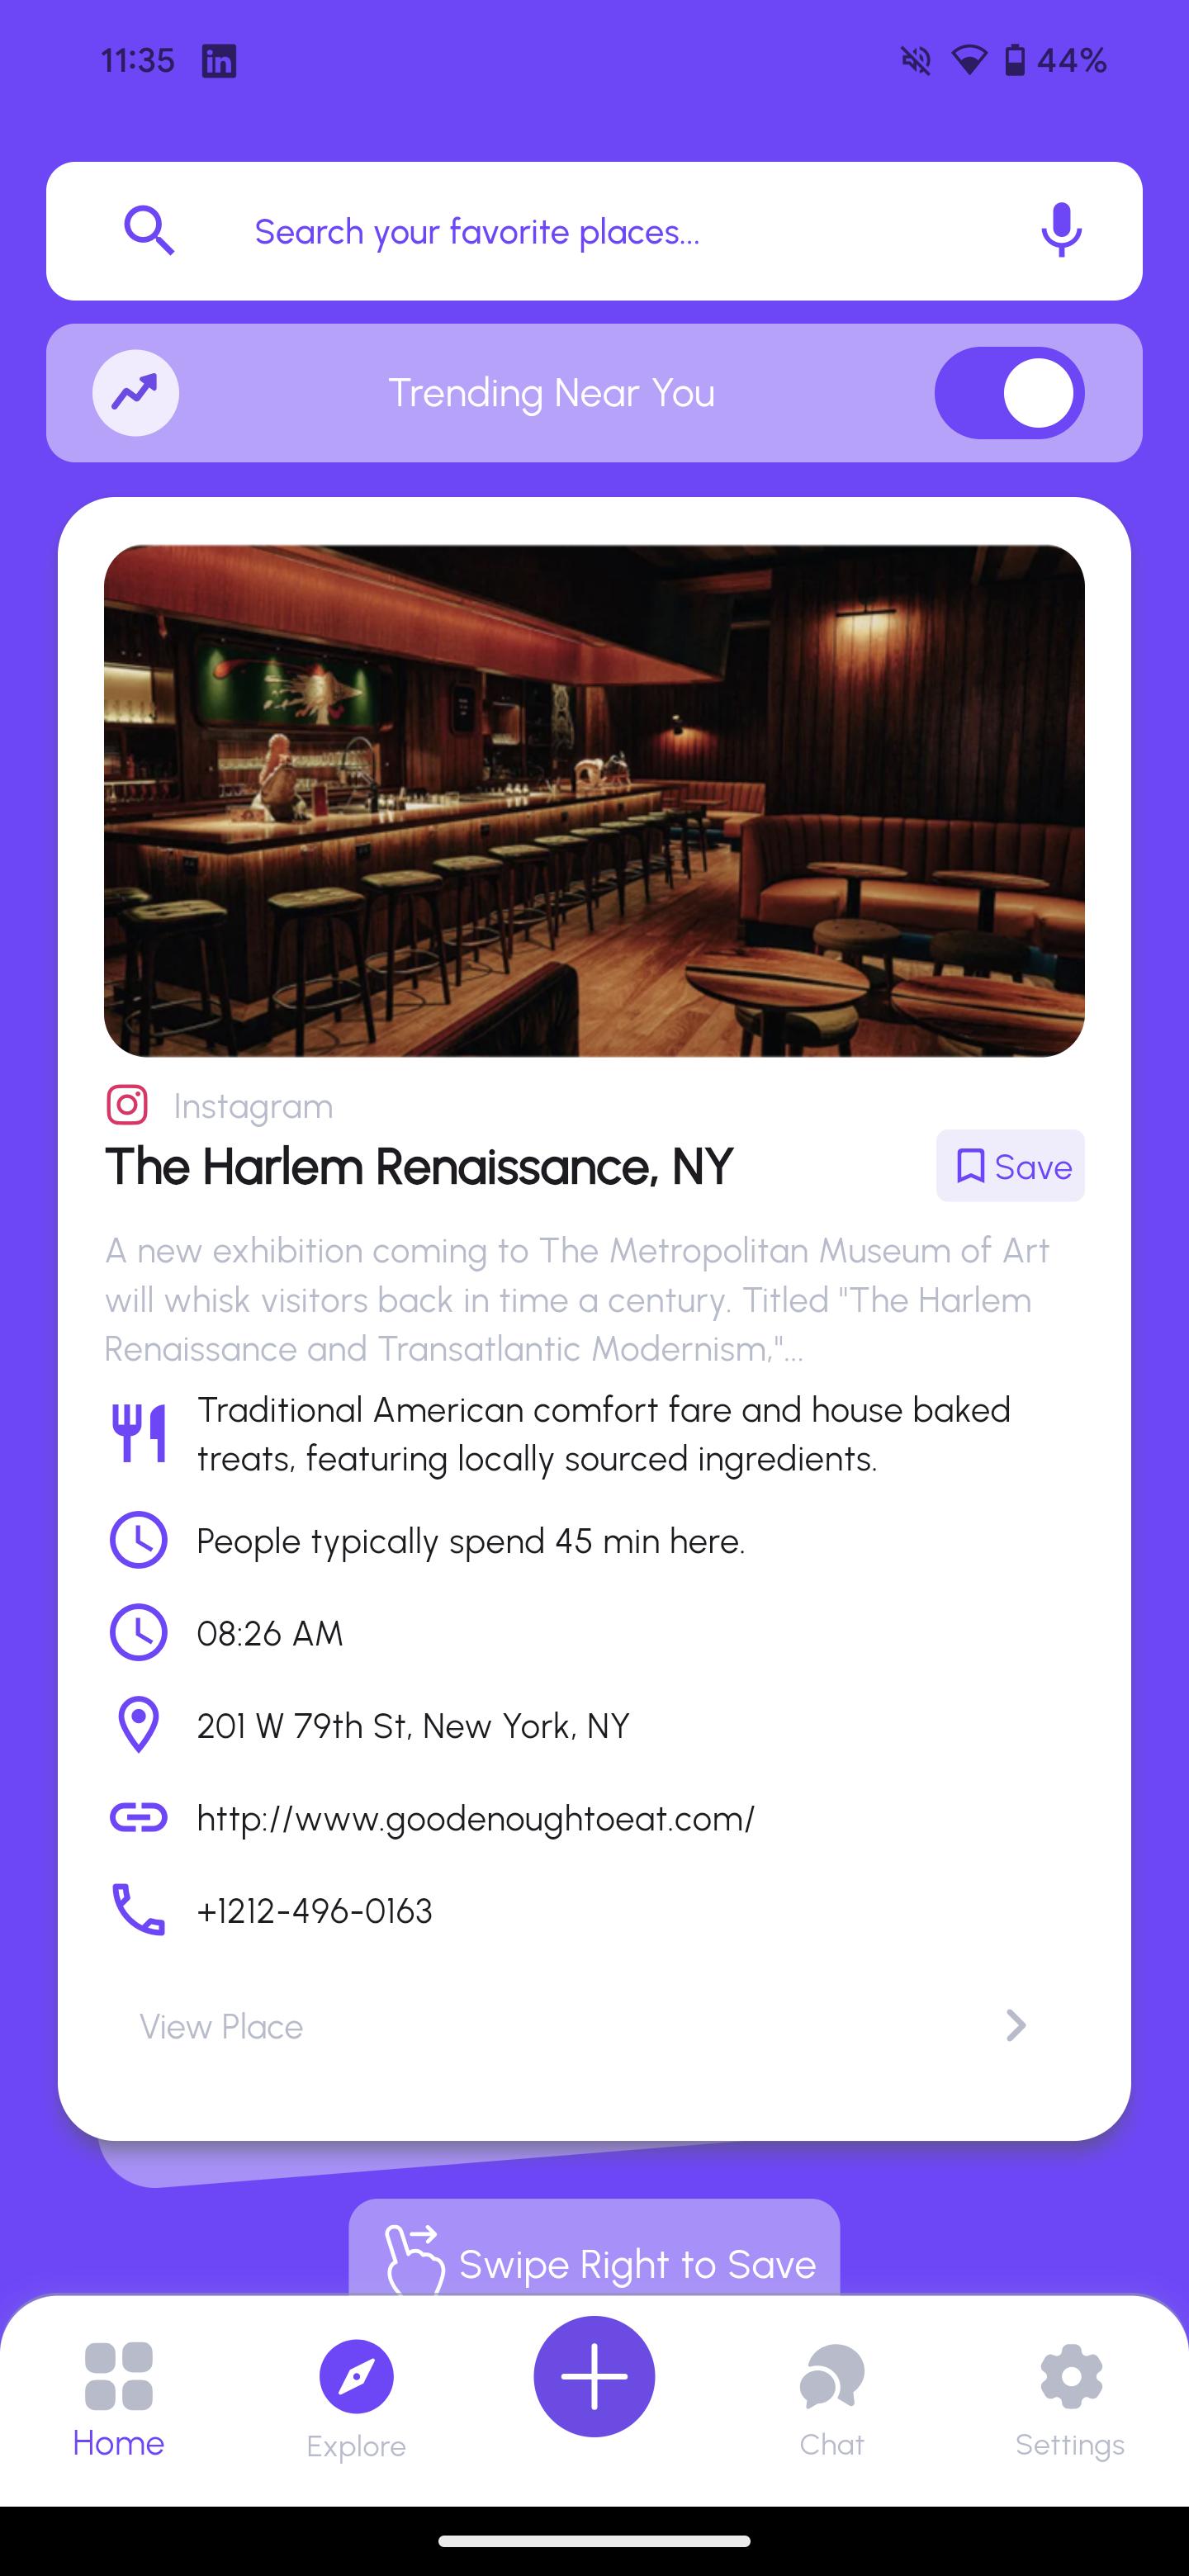 11:35
44%
Search your favorite places...
Trending Near You
Instagram
The Harlem Renaissance, NY
Save
A new exhibition coming to The Metropolitan Museum of Art
will whisk visitors back in time a century. Titled "The Harlem
Renaissance and Transatlantic Modernism,"...
Traditional American comfort fare and house baked
treats, featuring locally sourced ingredients.
People typically spend 45 min here.
08:26 AM
201 W 79th St, New York, NY
http://www.goodenoughtoeat.com/
+1212-496-0163
View Place
Swipe Right to Save
Home
Explore
Chat
Settings